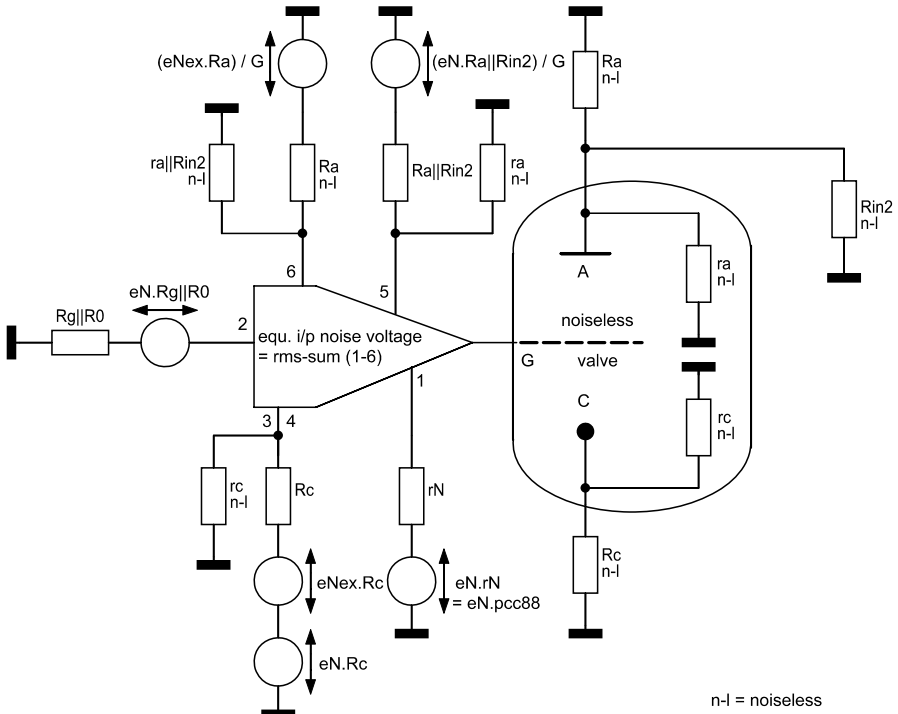 (eNex.Ra) / G
(eN.Ra||Rin2) / G
Ra
n-l
ra||Rin2
n-l
Ra
n-l
Ra||Rin2
ra
n-l
Rin2
n-l
6
5
A
ra
n-l
eN.Rg||R0
Rg||R0
2
equ. i/p noise voltage
= rms-sum (1-6)
noiseless
G
valve
1
C
3
4
rc
n-l
rc
n-l
Rc
rN
Rc
n-l
eNex.Rc
eN.rN
= eN.pcc88
eN.Rc
n-l = noiseless